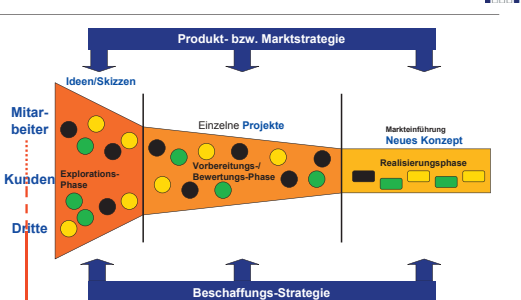 Produkt- bzw. Marktstrategie
Ideen/Skizzen
Mitar-
beiter
Kunden
Dritte
Explorations-
Phase
Einzelne Projekte
Vorbereitungs-/
Bewertungs-Phase
Markteinführung
Neues Konzept
Realisierungsphase
Beschaffungs-Strategie